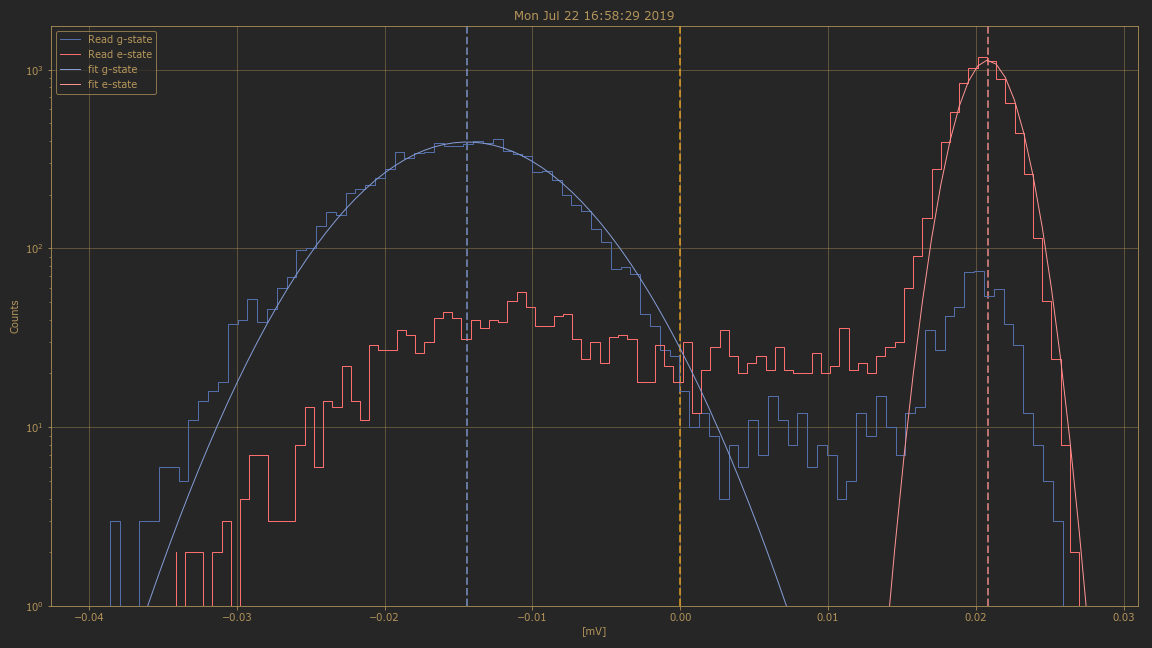 Mon Jul 22 16:58:29 2019
Read g-state
Read e-state
fit g-state
fit e-state
Counts
10³
10²
10¹
10⁰
−0.04 −0.03 −0.02 −0.01 0.00 0.01 0.02 0.03
[mV]